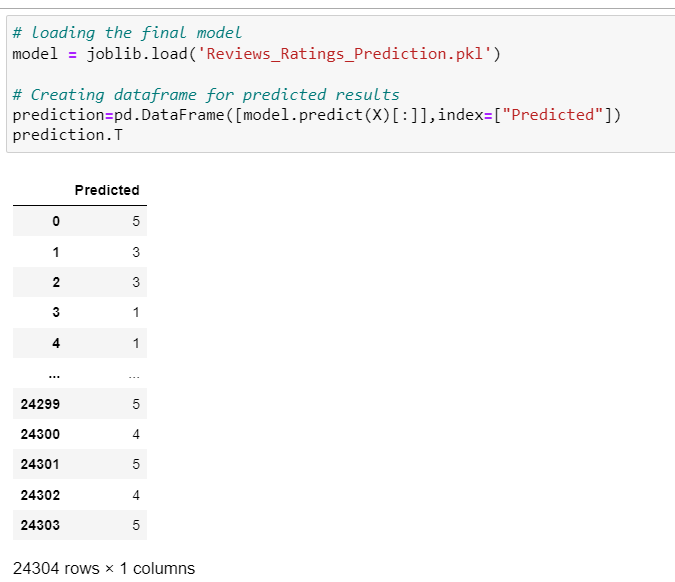 # loading the final model
model = joblib.load('Reviews_Ratings_Prediction.pkl')
# Creating dataframe for predicted results
prediction=pd.DataFrame([model.predict(X)[:]],index=["Predicted"])
prediction.T
Predicted
0 5
1 3
2 3
3 1
4 1
... ...
24299 5
24300 4
24301 5
24302 4
24303 5
24304 rows × 1 columns